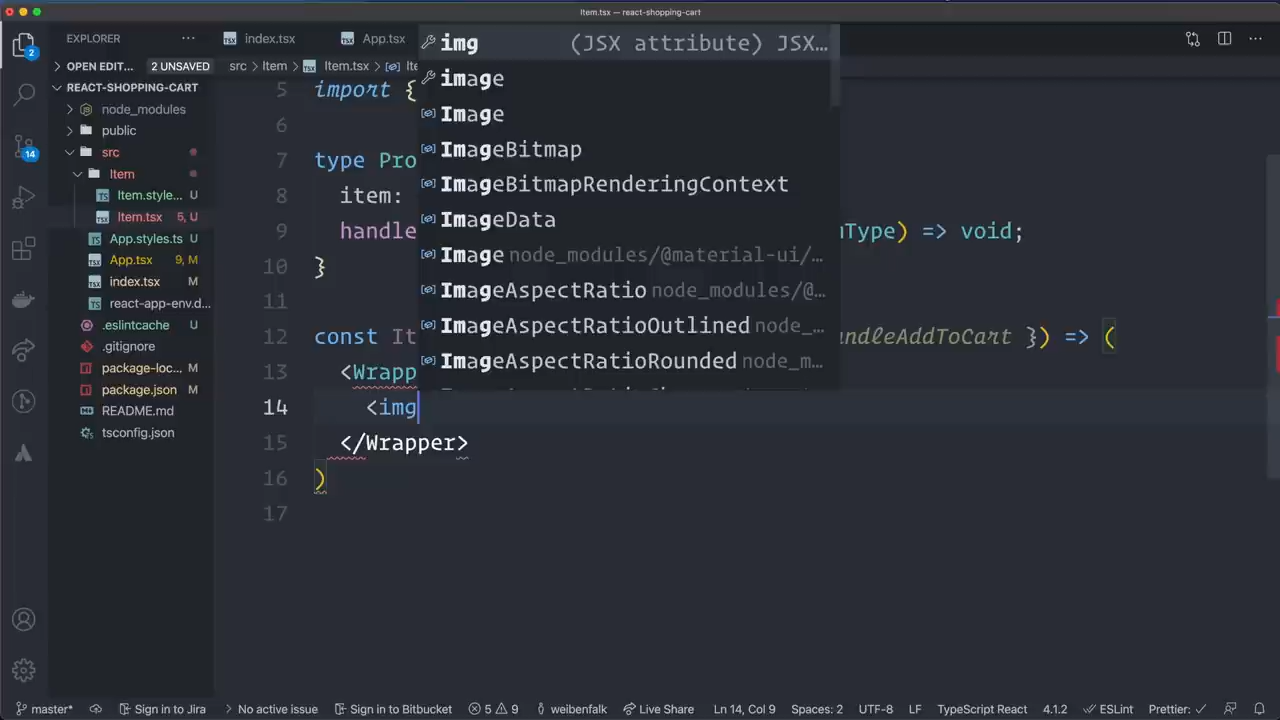 Item.tsx — react-shopping-cart
EXPLORER
index.tsx
App.tsx
OPEN EDIT... 2 UNSAVED
src > Item > Item.tsx > Ite
REACT-SHOPPING-CART
node_modules
public
src
Item
Item.style... U
Item.tsx 5, U
App.styles.ts U
App.tsx 9, M
index.tsx M
react-app-env.d...
.eslintcache U
.gitignore
package-loc... M
package.json M
README.md
tsconfig.json
2
14
5 import {
6
7 type Pro
8 item:
9 handle mType) => void;
10 }
11
12 const It ndleAddToCart }) => (
13 <Wrapp
14 <img
15 </Wrapper>
16 )
17
img (JSX attribute) JSX...
image
Image
ImageBitmap
ImageBitmapRenderingContext
ImageData
Image node_modules/@material-ui/...
ImageAspectRatio node_modules/@...
ImageAspectRatioOutlined node_...
ImageAspectRatioRounded node_m...
master* Sign in to Jira No active issue Sign in to Bitbucket 5 9 weibenfalk Live Share Ln 14, Col 9 Spaces: 2 UTF-8 LF TypeScript React 4.1.2 ESLint Prettier: ✓